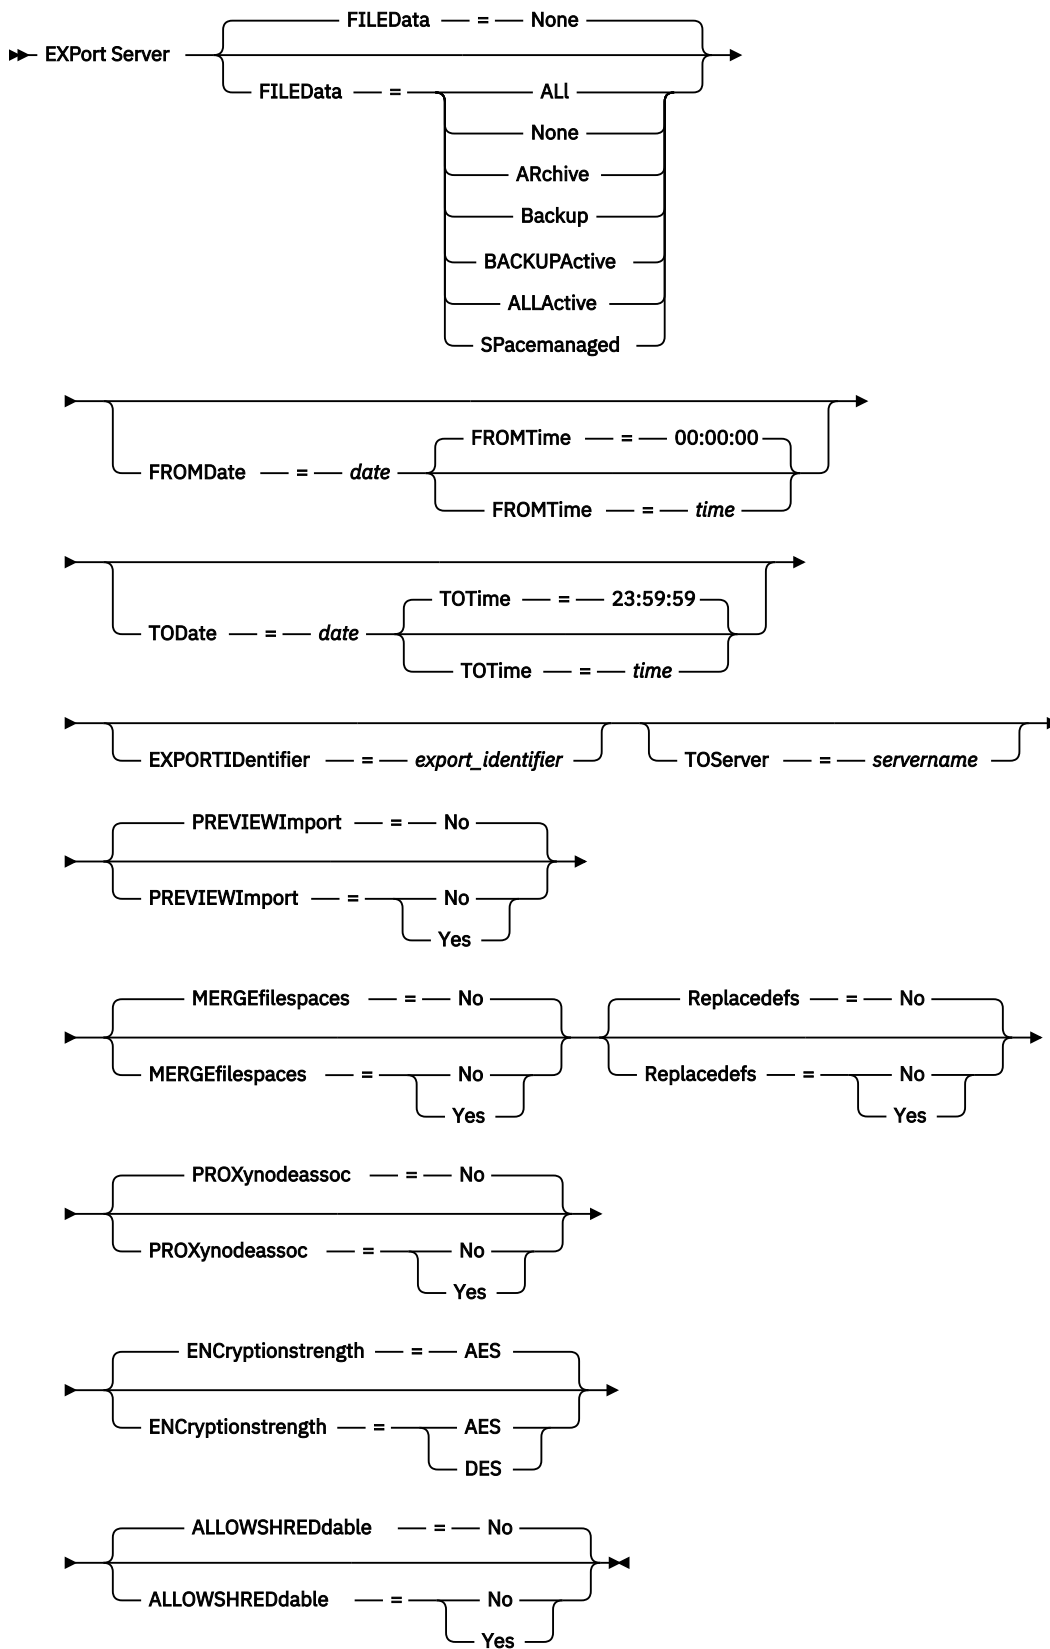 FILEData = None
EXPort Server
FILEData = ALl
None
ARchive
Backup
BACKUPActive
ALLActive
SPacemanaged
FROMTime = 00:00:00
FROMDate = date
FROMTime = time
TOTime = 23:59:59
TODate = date
TOTime = time
EXPORTIDentifier = export_identifier TOServer = servername
PREVIEWImport = No
PREVIEWImport = No
Yes
MERGEfilespaces = No Replacedefs = No
MERGEfilespaces = No Replacedefs = No
Yes Yes
PROXynodeassoc = No
PROXynodeassoc = No
Yes
ENCryptionstrength = AES
ENCryptionstrength = AES
DES
ALLOWSHREDdable = No
ALLOWSHREDdable = No
Yes